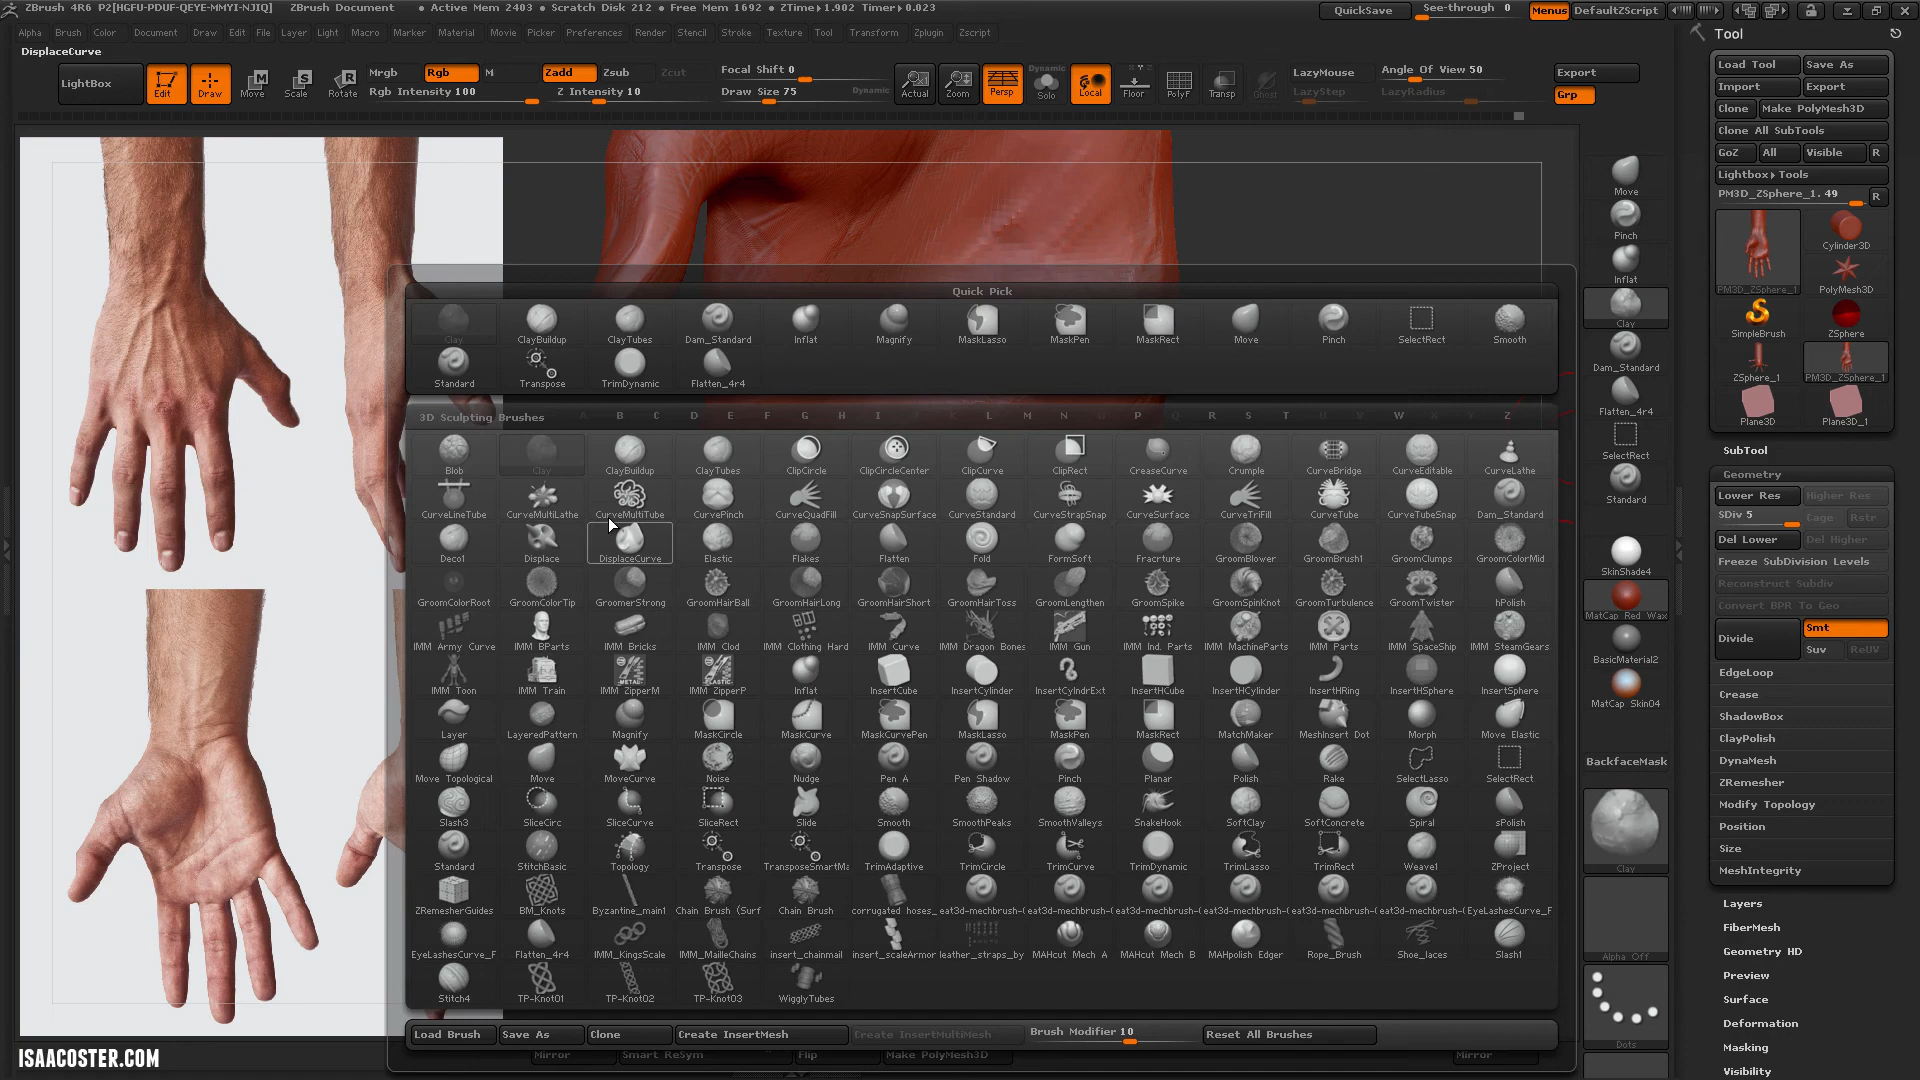 ZBrush 4R6 P2[HGFU-PDUF-QEYE-MMYI-NJIQ] ZBrush Document • Active Mem 2403 • Scratch Disk 212 • Free Mem 1692 • ZTime▸1.902 Timer▸0.023 QuickSave See-through 0 Menus DefaultZScript
Alpha Brush Color Document Draw Edit File Layer Light Macro Marker Material Movie Picker Preferences Render Stencil Stroke Texture Tool Transform Zplugin Zscript
DisplaceCurve
LightBox Edit Draw Move Scale Rotate
Mrgb Rgb M Zadd Zsub Zcut
Rgb Intensity 100 Z Intensity 10
Focal Shift 0
Draw Size 75 Dynamic
Actual Zoom Persp Dynamic Solo Local Floor PolyF Transp Ghost
LazyMouse Angle Of View 50
LazyStep LazyRadius
Export
Grp
Quick Pick
Clay ClayBuildup ClayTubes Dam_Standard Inflat Magnify MaskLasso MaskPen MaskRect Move Pinch SelectRect Smooth
Standard Transpose TrimDynamic Flatten_4r4
3D Sculpting Brushes A B C D E F G H I L M N P R S T W Z
Blob Clay ClayBuildup ClayTubes ClipCircle ClipCircleCenter ClipCurve ClipRect CreaseCurve Crumple CurveBridge CurveEditable CurveLathe
CurveLineTube CurveMultiLathe CurveMultiTube CurvePinch CurveQuadFill CurveSnapSurface CurveStandard CurveStrapSnap CurveSurface CurveTriFill CurveTube CurveTubeSnap Dam_Standard
Deco1 Displace DisplaceCurve Elastic Flakes Flatten Fold FormSoft Fracrture GroomBlower GroomBrush1 GroomClumps GroomColorMid
GroomColorRoot GroomColorTip GroomerStrong GroomHairBall GroomHairLong GroomHairShort GroomHairToss GroomLengthen GroomSpike GroomSpinKnot GroomTurbulence GroomTwister hPolish
IMM Army Curve IMM BParts IMM Bricks IMM Clod IMM Clothing Hard IMM Curve IMM Dragon Bones IMM Gun IMM Ind. Parts IMM MachineParts IMM Parts IMM SpaceShip IMM SteamGears
IMM Toon IMM Train IMM ZipperM IMM ZipperP Inflat InsertCube InsertCylinder InsertCylndrExt InsertHCube InsertHCylinder InsertHRing InsertHSphere InsertSphere
Layer LayeredPattern Magnify MaskCircle MaskCurve MaskCurvePen MaskLasso MaskPen MaskRect MatchMaker MeshInsert Dot Morph Move Elastic
Move Topological Move MoveCurve Noise Nudge Pen A Pen Shadow Pinch Planar Polish Rake SelectLasso SelectRect
Slash3 SliceCirc SliceCurve SliceRect Slide Smooth SmoothPeaks SmoothValleys SnakeHook SoftClay SoftConcrete Spiral sPolish
Standard StitchBasic Topology Transpose TransposeSmartMa TrimAdaptive TrimCircle TrimCurve TrimDynamic TrimLasso TrimRect Weave1 ZProject
ZRemesherGuides BM_Knots Byzantine_main1 Chain Brush (Surf Chain Brush corrugated hoses_ eat3d-mechbrush-( eat3d-mechbrush-( eat3d-mechbrush-( eat3d-mechbrush-( eat3d-mechbrush-( eat3d-mechbrush-( EyeLashesCurve_F
EyeLashesCurve_F Flatten_4r4 IMM_KingsScale IMM_MailleChains insert_chainmail insert_scaleArmor leather_straps_by MAHcut Mech A MAHcut Mech B MAHpolish Edger Rope_Brush Shoe_laces Slash1
Stitch4 TP-Knot01 TP-Knot02 TP-Knot03 WigglyTubes
Load Brush Save As Clone Create InsertMesh Create InsertMultiMesh Brush Modifier 10 Reset All Brushes
Mirror Smart ReSym Flip Make PolyMesh3D Mirror
ISAACOSTER.COM
Move
Pinch
Inflat
Clay
Dam_Standard
Flatten_4r4
SelectRect
Standard
SkinShade4
MatCap Red Wax
BasicMaterial2
MatCap Skin04
BackfaceMask
Clay
Alpha Off
Dots
Tool
Load Tool Save As
Import Export
Clone Make PolyMesh3D
Clone All SubTools
GoZ All Visible R
Lightbox▸Tools
PM3D_ZSphere_1. 49 R
PM3D_ZSphere_1 Cylinder3D
PolyMesh3D
SimpleBrush ZSphere
ZSphere_1 PM3D_ZSphere_1
Plane3D Plane3D_1
SubTool
Geometry
Lower Res Higher Res
SDiv 5 Cage Rstr
Del Lower Del Higher
Freeze SubDivision Levels
Reconstruct Subdiv
Convert BPR To Geo
Divide Smt
Suv ReUV
EdgeLoop
Crease
ShadowBox
ClayPolish
DynaMesh
ZRemesher
Modify Topology
Position
Size
MeshIntegrity
Layers
FiberMesh
Geometry HD
Preview
Surface
Deformation
Masking
Visibility